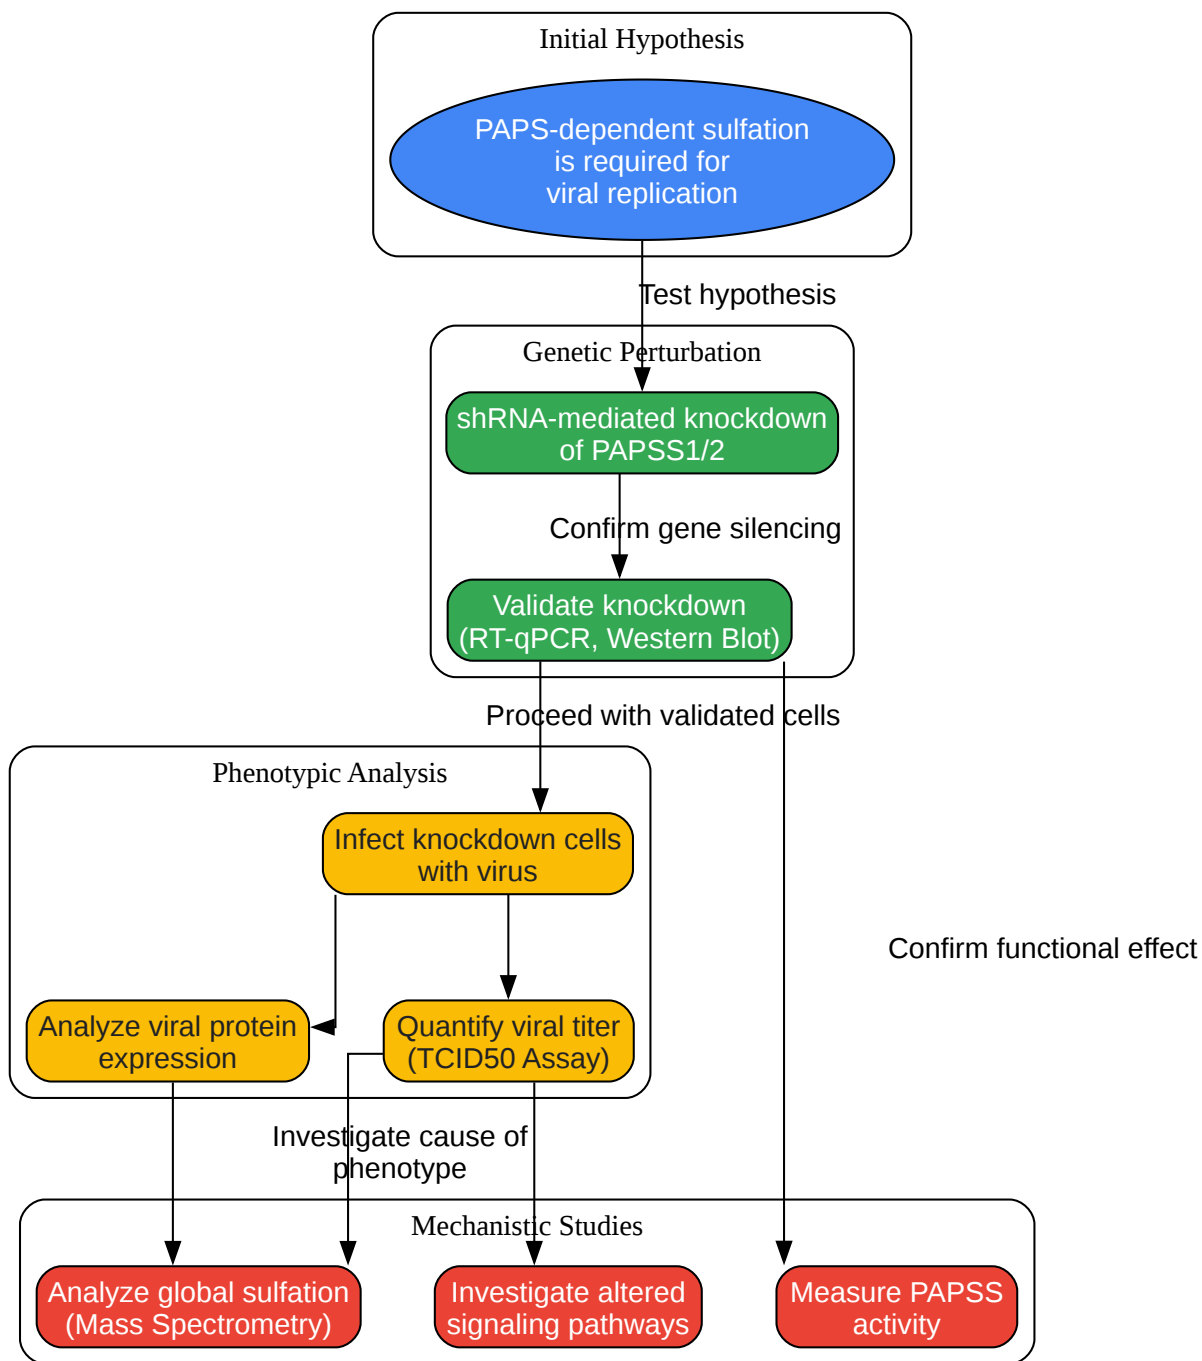 Initial Hypothesis
PAPS-dependent sulfation
is required for
viral replication
Test hypothesis
Genetic Perturbation
shRNA-mediated knockdown
of PAPSS1/2
Confirm gene silencing
Validate knockdown
(RT-qPCR, Western Blot)
Proceed with validated cells
Phenotypic Analysis
Infect knockdown cells
with virus
Confirm functional effect
Analyze viral protein
expression
Quantify viral titer
(TCID50 Assay)
Investigate cause of
phenotype
Mechanistic Studies
Analyze global sulfation
(Mass Spectrometry)
Investigate altered
signaling pathways
Measure PAPSS
activity